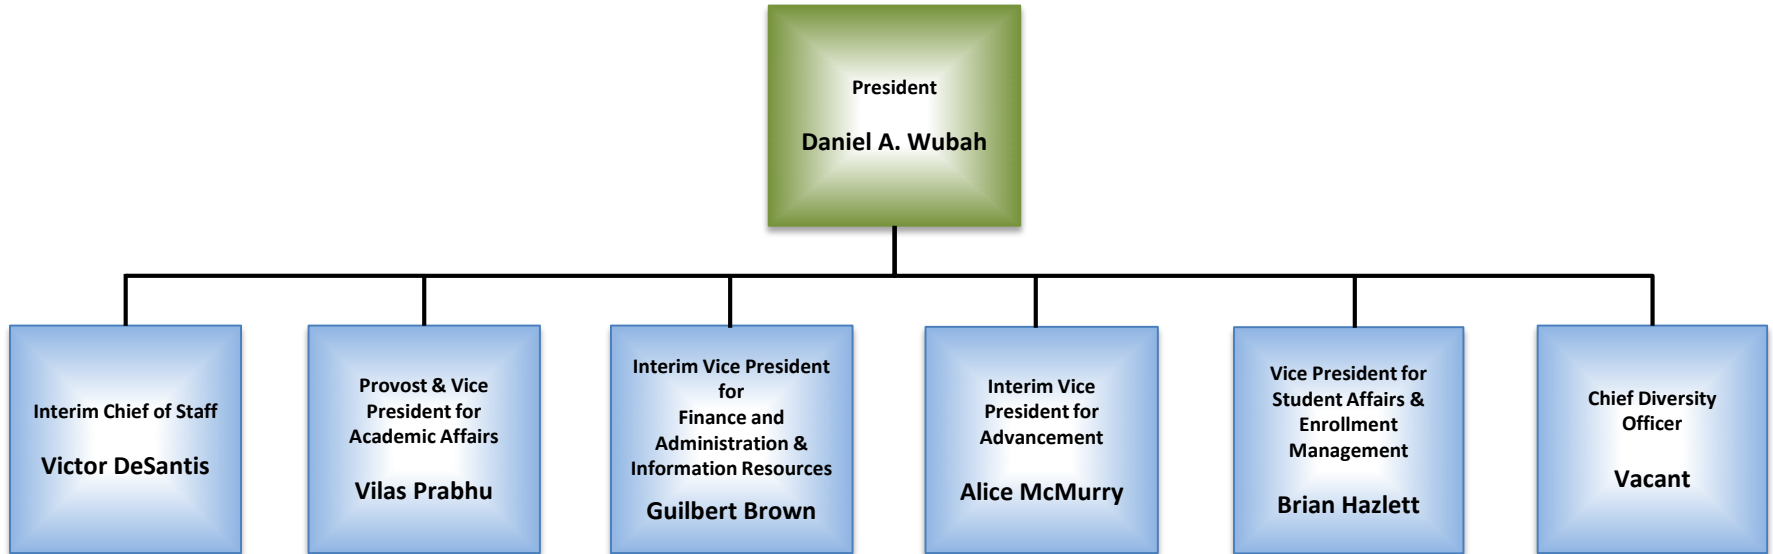 President
Daniel A. Wubah
Interim Chief of Staff
Victor DeSantis
Provost & Vice
President for
Academic Affairs
Vilas Prabhu
Interim Vice President
for
Finance and
Administration &
Information Resources
Guilbert Brown
Interim Vice
President for
Advancement
Alice McMurry
Vice President for
Student Affairs &
Enrollment
Management
Brian Hazlett
Chief Diversity
Officer
Vacant